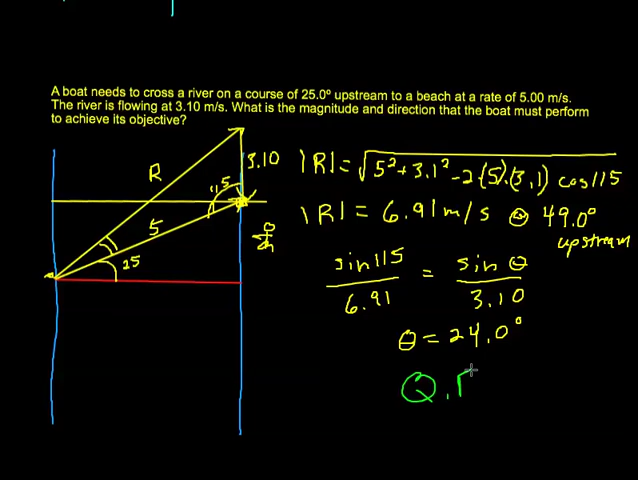 A boat needs to cross a river on a course of 25.0º upstream to a beach at a rate of 5.00 m/s.
The river is flowing at 3.10 m/s. What is the magnitude and direction that the boat must perform
to achieve its objective?
R
3.10
115
5
25
|R| = √5²+3.1²-2(5)·(3.1) cos115
|R| = 6.91 m/s @ 49.0° upstream
sin115/6.91 = sin θ/3.10
θ = 24.0°
Q.